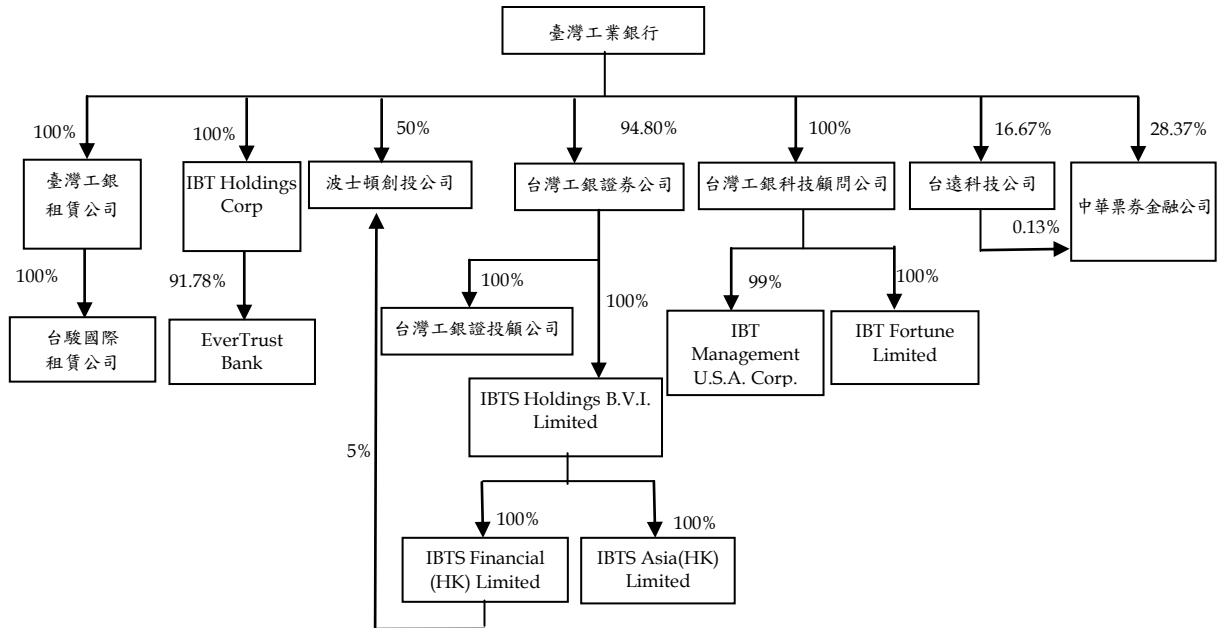 臺灣工業銀行
100%
100%
50%
94.80%
100%
16.67%
28.37%
臺灣工銀
租賃公司
IBT Holdings
Corp
波士頓創投公司
台灣工銀證券公司
台灣工銀科技顧問公司
台遠科技公司
中華票券金融公司
0.13%
100%
91.78%
100%
100%
99%
100%
台駿國際
租賃公司
EverTrust
Bank
台灣工銀證投顧公司
IBT
Management
U.S.A. Corp.
IBT Fortune
Limited
IBTS Holdings B.V.I.
Limited
5%
100%
100%
IBTS Financial
(HK) Limited
IBTS Asia(HK)
Limited